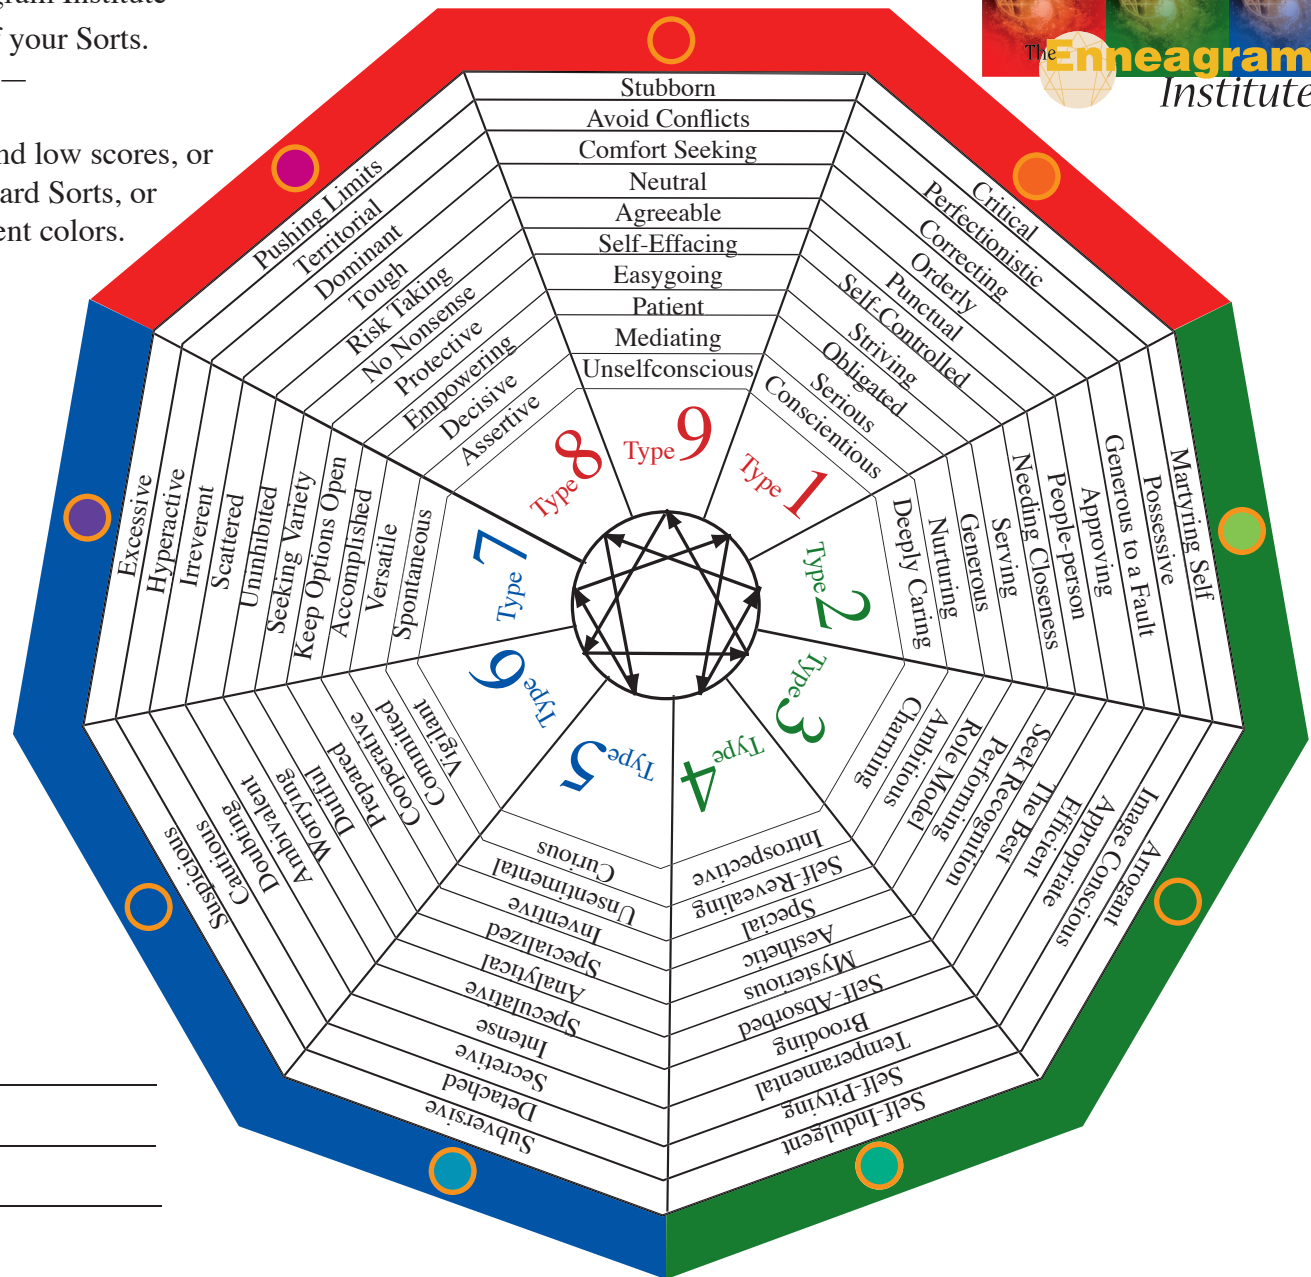 gram Institute
f your Sorts.
—
nd low scores, or
ard Sorts, or
ent colors.
The Enneagram
Institute
Stubborn
Avoid Conflicts
Comfort Seeking
Neutral
Agreeable
Self-Effacing
Easygoing
Patient
Mediating
Unselfconscious
Type 9
Critical
Perfectionistic
Correcting
Orderly
Punctual
Self-Controlled
Striving
Obligated
Serious
Conscientious
Type 1
Martyring Self
Possessive
Generous to a Fault
Approving
People-person
Needing Closeness
Serving
Generous
Nurturing
Deeply Caring
Type 2
Arrogant
Image Conscious
Appropriate
Efficient
The Best
Seek Recognition
Performing
Role Model
Ambitious
Charming
Type 3
Introspective
Self-Revealing
Special
Aesthetic
Mysterious
Self-Absorbed
Brooding
Temperamental
Self-Pitying
Self-Indulgent
Type 4
Curious
Unsentimental
Inventive
Specialized
Analytical
Speculative
Intense
Secretive
Detached
Subversive
Type 5
Suspicious
Cautious
Doubting
Ambivalent
Worrying
Dutiful
Prepared
Cooperative
Committed
Vigilant
Type 6
Excessive
Hyperactive
Irreverent
Scattered
Uninhibited
Seeking Variety
Keep Options Open
Accomplished
Versatile
Spontaneous
Type 7
Pushing Limits
Territorial
Dominant
Tough
Risk Taking
No Nonsense
Protective
Empowering
Decisive
Assertive
Type 8